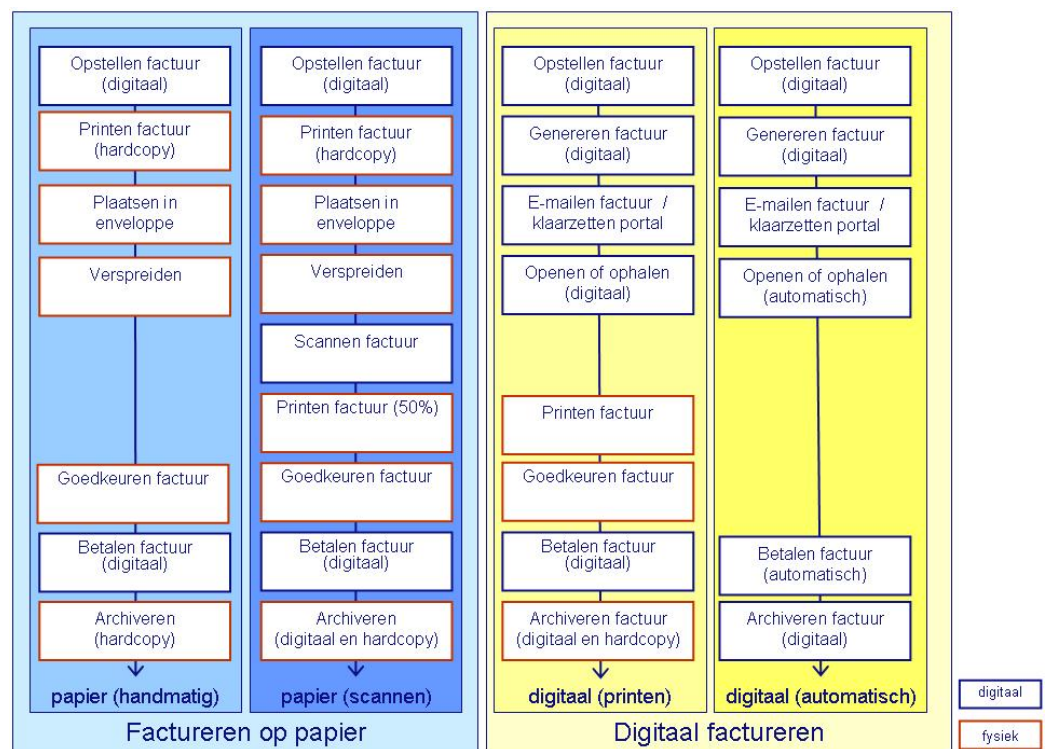 Opstellen factuur
(digitaal)
Printen factuur
(hardcopy)
Plaatsen in
enveloppe
Verspreiden
Goedkeuren factuur
Betalen factuur
(digitaal)
Archiveren
(hardcopy)
papier (handmatig)
Opstellen factuur
(digitaal)
Printen factuur
(hardcopy)
Plaatsen in
enveloppe
Verspreiden
Scannen factuur
Printen factuur (50%)
Goedkeuren factuur
Betalen factuur
(digitaal)
Archiveren
(digitaal en hardcopy)
papier (scannen)
Factureren op papier
Opstellen factuur
(digitaal)
Genereren factuur
(digitaal)
E-mailen factuur /
klaarzetten portal
Openen of ophalen
(digitaal)
Printen factuur
Goedkeuren factuur
Betalen factuur
(digitaal)
Archiveren factuur
(digitaal en hardcopy)
digitaal (printen)
Opstellen factuur
(digitaal)
Genereren factuur
(digitaal)
E-mailen factuur /
klaarzetten portal
Openen of ophalen
(automatisch)
Betalen factuur
(automatisch)
Archiveren factuur
(digitaal)
digitaal (automatisch)
Digitaal factureren
digitaal
fysiek